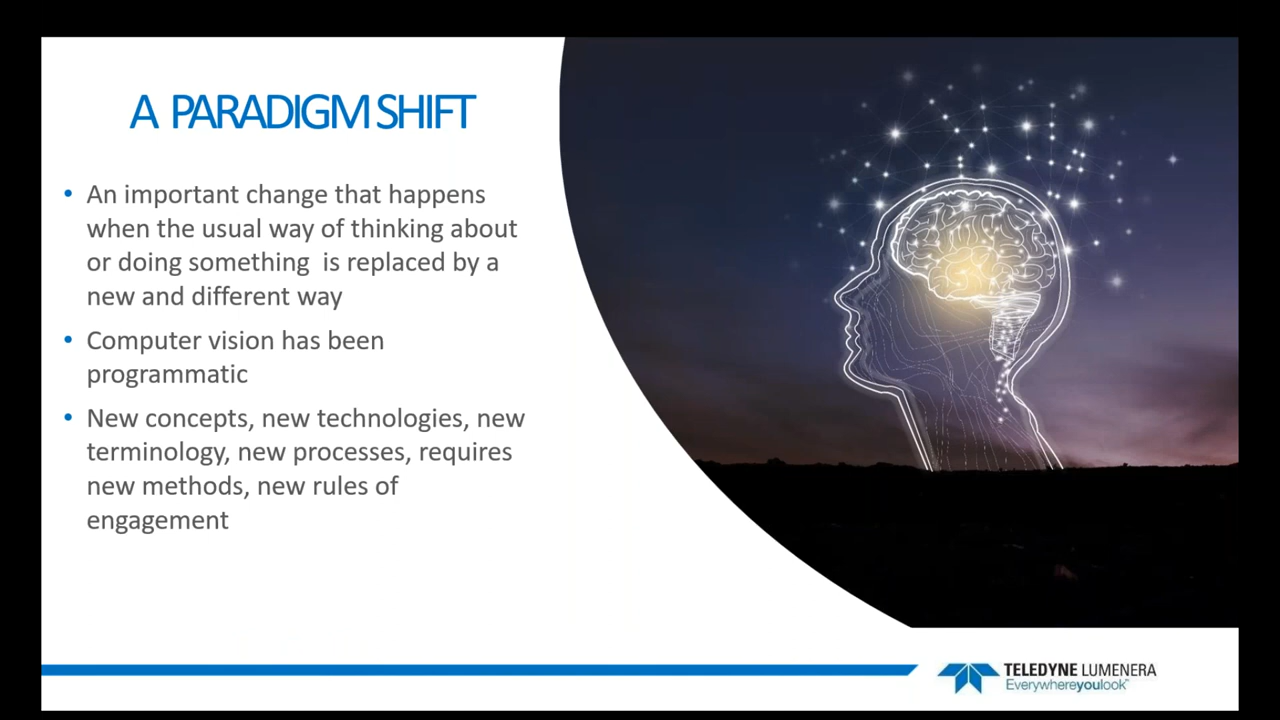 A PARADIGM SHIFT
• An important change that happens
when the usual way of thinking about
or doing something  is replaced by a
new and different way
• Computer vision has been
programmatic
• New concepts, new technologies, new
terminology, new processes, requires
new methods, new rules of
engagement
TELEDYNE LUMENERA
Everywhereyoulook™